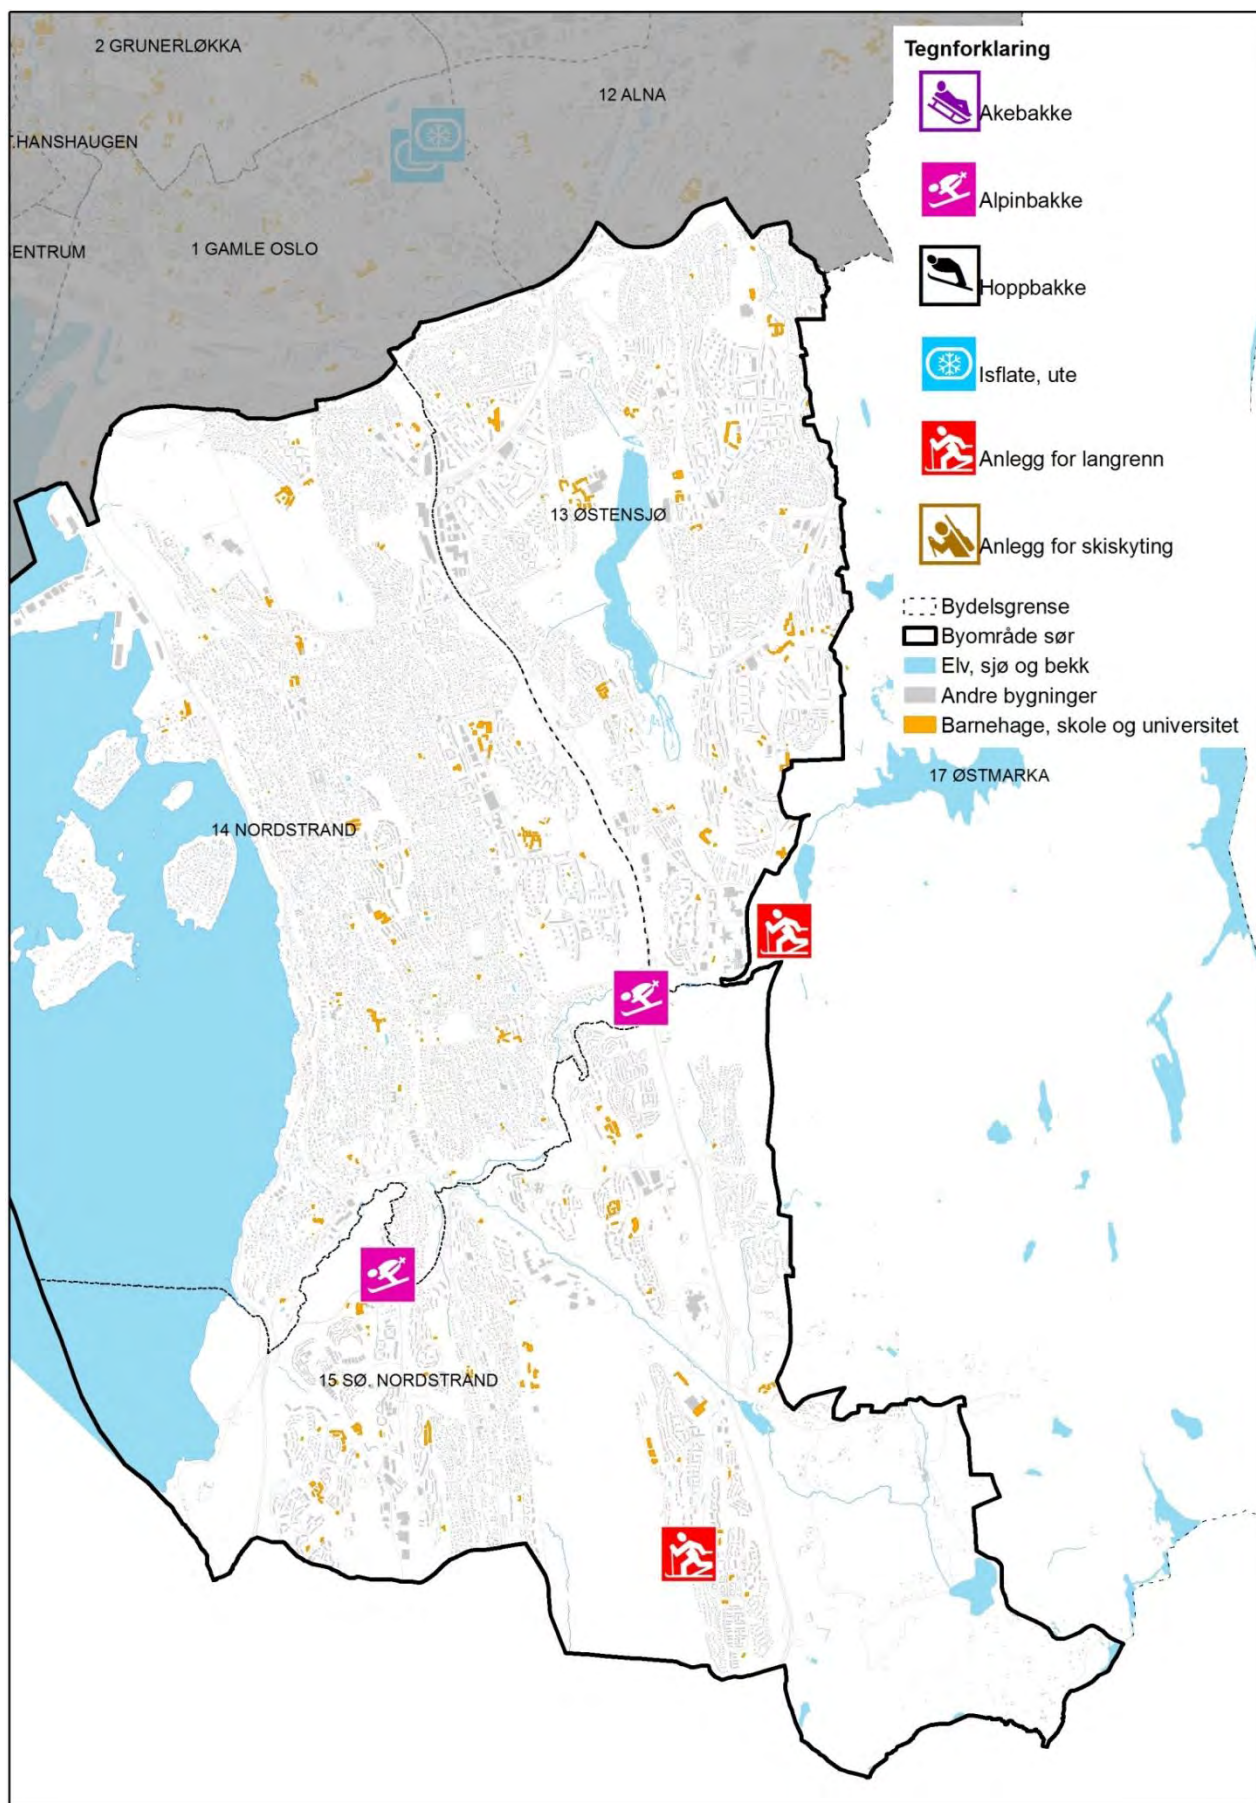 2 GRUNERLØKKA
12 ALNA
T.HANSHAUGEN
1 GAMLE OSLO
ENTRUM
13 ØSTENSJØ
17 ØSTMARKA
14 NORDSTRAND
15 SØ. NORDSTRAND
Tegnforklaring
Akebakke
Alpinbakke
Hoppbakke
Isflate, ute
Anlegg for langrenn
Anlegg for skiskyting
Bydelsgrense
Byområde sør
Elv, sjø og bekk
Andre bygninger
Barnehage, skole og universitet